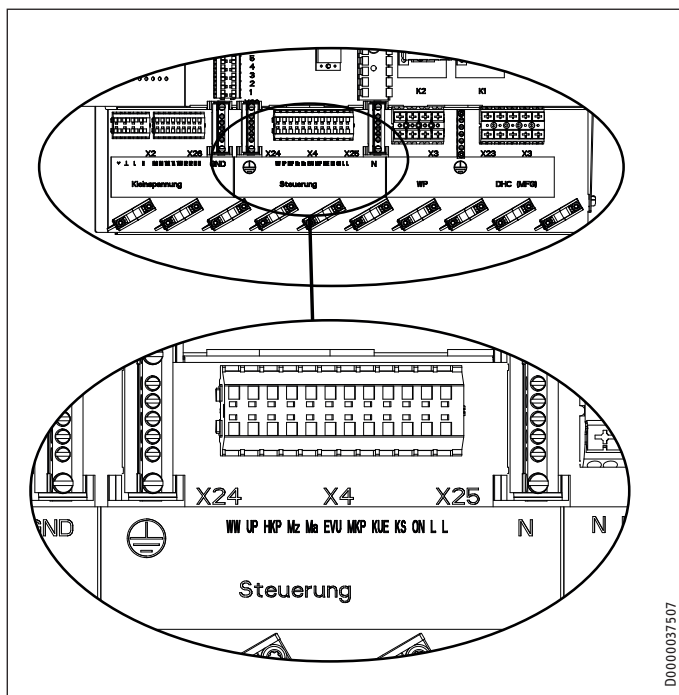 5
4
3
2
1
K2
K1
X2
X26
X24
X4
X25
X3
X23
X3
GND
N
Kleinspannung
Steuerung
WP
DHC (MFG)
X24
X4
X25
GND
WW UP HKP Mz Ma EVU MKP KUE KS ON L L
N
N
Steuerung
D0000037507